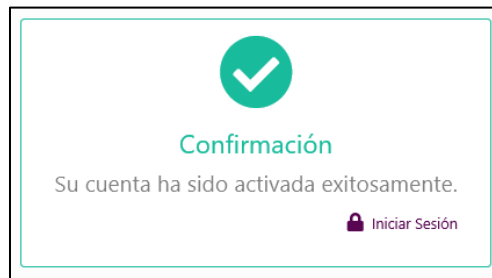 Confirmación
Su cuenta ha sido activada exitosamente.
Iniciar Sesión